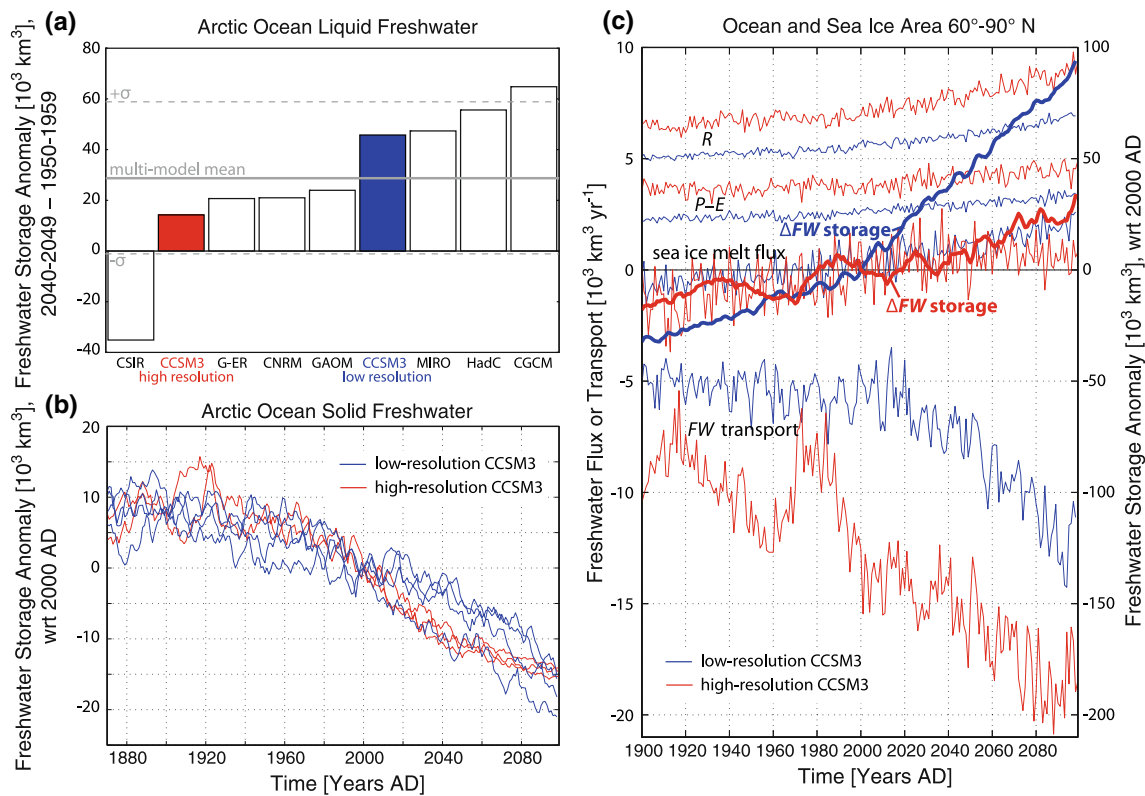 (a)
Arctic Ocean Liquid Freshwater
Freshwater Storage Anomaly [10³ km³],
2040-2049 – 1950-1959
80
60
40
20
0
-20
-40
+σ
multi-model mean
-σ
CSIR
CCSM3
high resolution
G-ER
CNRM
GAOM
CCSM3
low resolution
MIRO
HadC
CGCM
(b)
Arctic Ocean Solid Freshwater
Freshwater Storage Anomaly [10³ km³],
wrt 2000 AD
20
10
0
-10
-20
low-resolution CCSM3
high-resolution CCSM3
1880
1920
1960
2000
2040
2080
Time [Years AD]
(c)
Ocean and Sea Ice Area 60°-90° N
Freshwater Flux or Transport [10³ km³ yr⁻¹]
10
5
0
-5
-10
-15
-20
R
P–E
ΔFW storage
sea ice melt flux
ΔFW storage
FW transport
low-resolution CCSM3
high-resolution CCSM3
1900
1920
1940
1960
1980
2000
2020
2040
2060
2080
Time [Years AD]
100
50
0
-50
-100
-150
-200
Freshwater Storage Anomaly [10³ km³], wrt 2000 AD